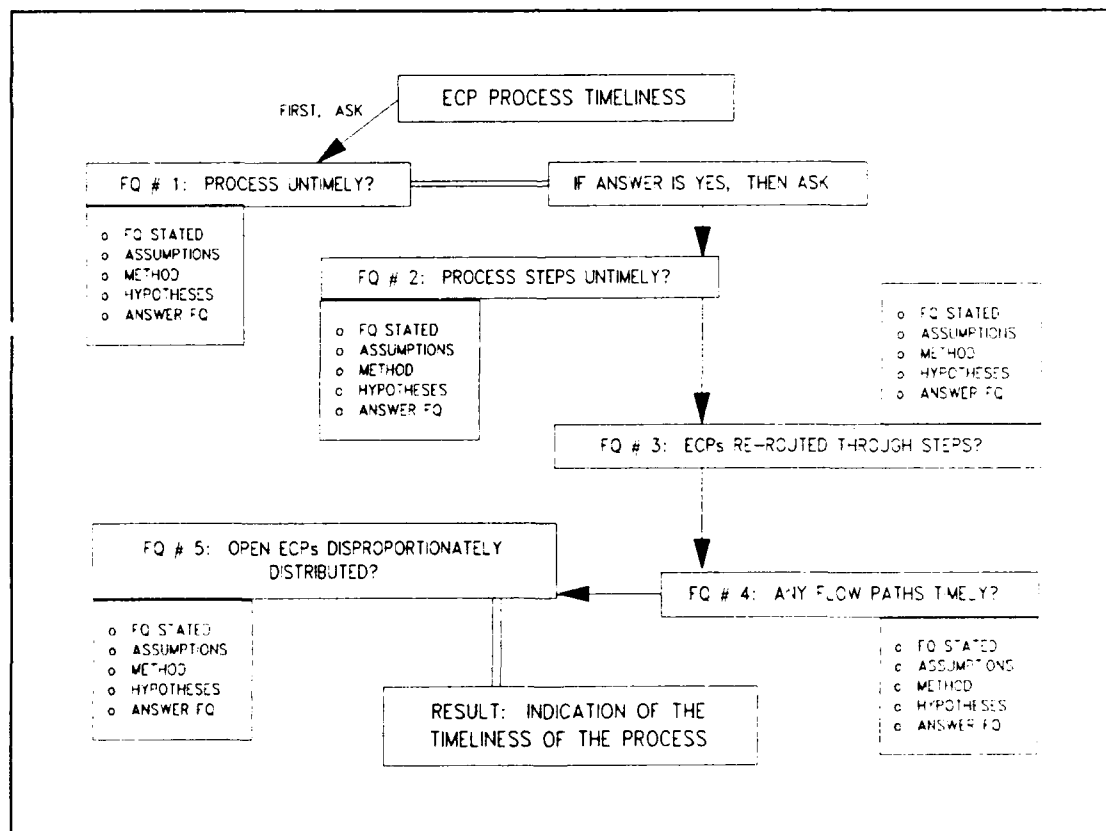 ECP PROCESS TIMELINESS
FIRST, ASK
FQ # 1: PROCESS UNTIMELY?
IF ANSWER IS YES, THEN ASK
o FQ STATED
o ASSUMPTIONS
o METHOD
o HYPOTHESES
o ANSWER FQ
FQ # 2: PROCESS STEPS UNTIMELY?
o FQ STATED
o ASSUMPTIONS
o METHOD
o HYPOTHESES
o ANSWER FQ
o FQ STATED
o ASSUMPTIONS
o METHOD
o HYPOTHESES
o ANSWER FQ
FQ # 3: ECPs RE-ROUTED THROUGH STEPS?
FQ # 4: ANY FLOW PATHS TIMELY?
o FQ STATED
o ASSUMPTIONS
o METHOD
o HYPOTHESES
o ANSWER FQ
FQ # 5: OPEN ECPs DISPROPORTIONATELY
DISTRIBUTED?
o FQ STATED
o ASSUMPTIONS
o METHOD
o HYPOTHESES
o ANSWER FQ
RESULT: INDICATION OF THE
TIMELINESS OF THE PROCESS